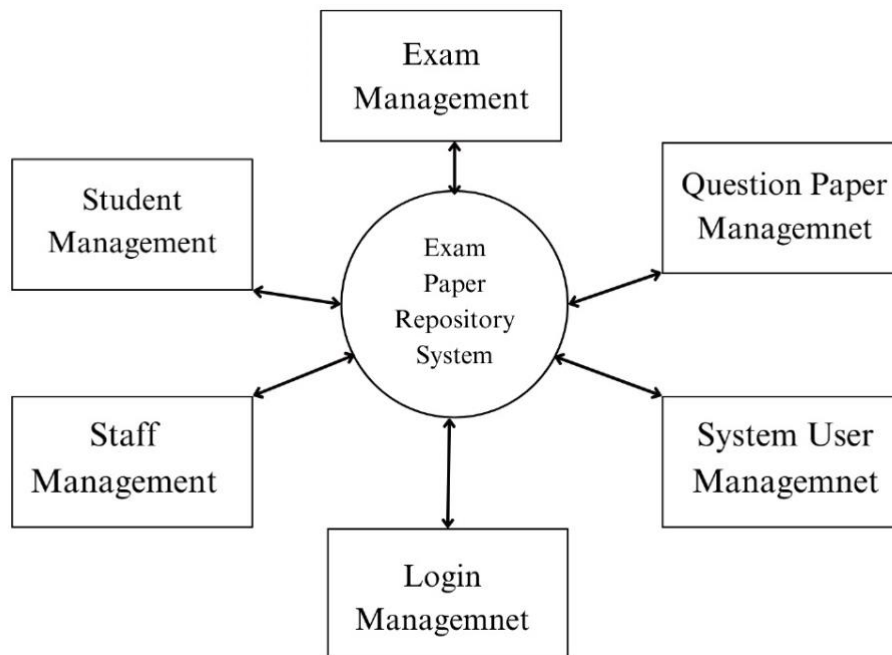 Exam
Management
Student
Management
Question Paper
Managemnet
Exam
Paper
Repository
System
Staff
Management
System User
Managemnet
Login
Managemnet